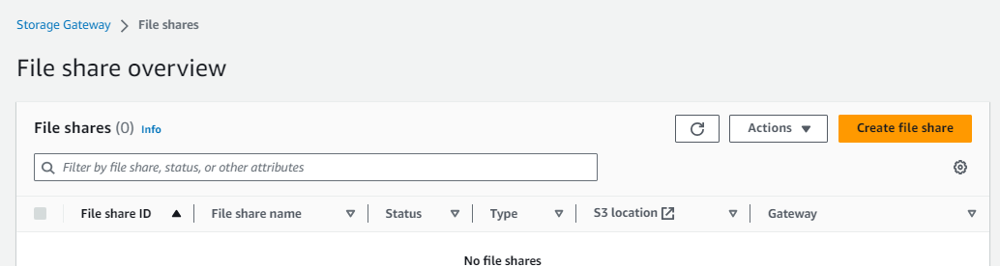 Storage Gateway > File shares
File share overview
File shares (0) Info
Actions
Create file share
Filter by file share, status, or other attributes
File share ID File share name Status Type S3 location Gateway
No file shares